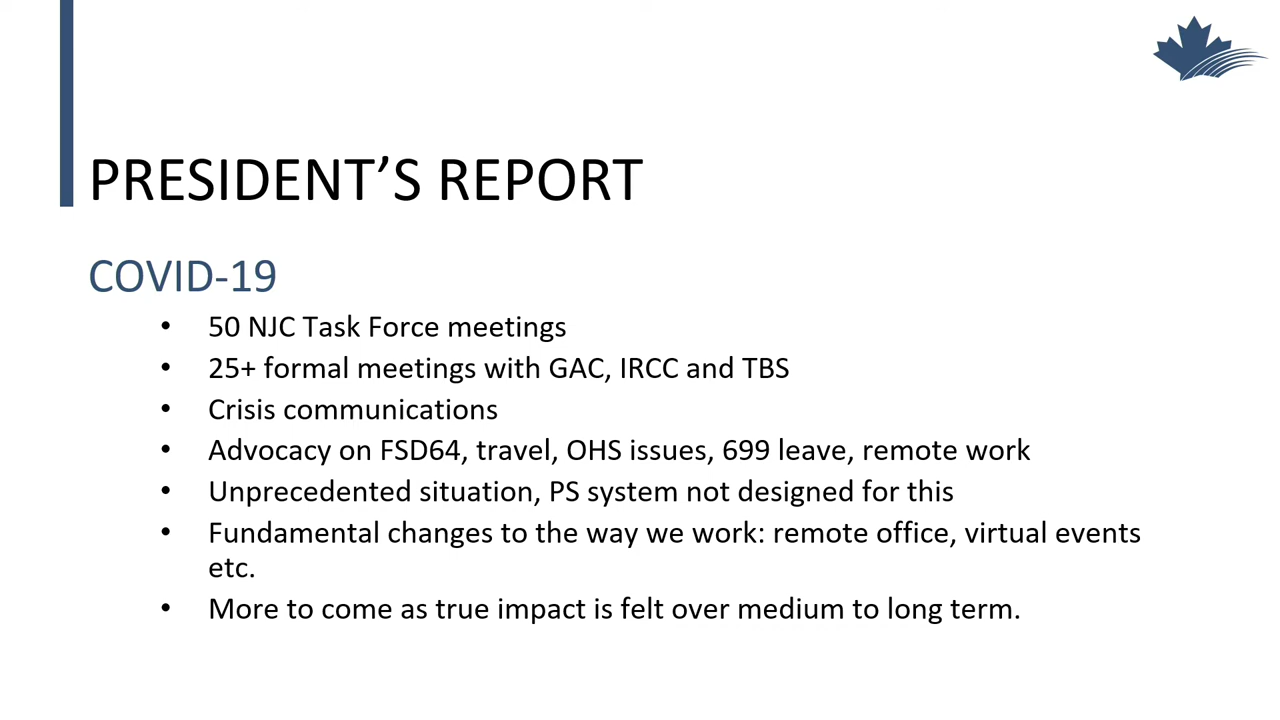 PRESIDENT’S REPORT
COVID-19
• 50 NJC Task Force meetings
• 25+ formal meetings with GAC, IRCC and TBS
• Crisis communications
• Advocacy on FSD64, travel, OHS issues, 699 leave, remote work
• Unprecedented situation, PS system not designed for this
• Fundamental changes to the way we work: remote office, virtual events
etc.
• More to come as true impact is felt over medium to long term.